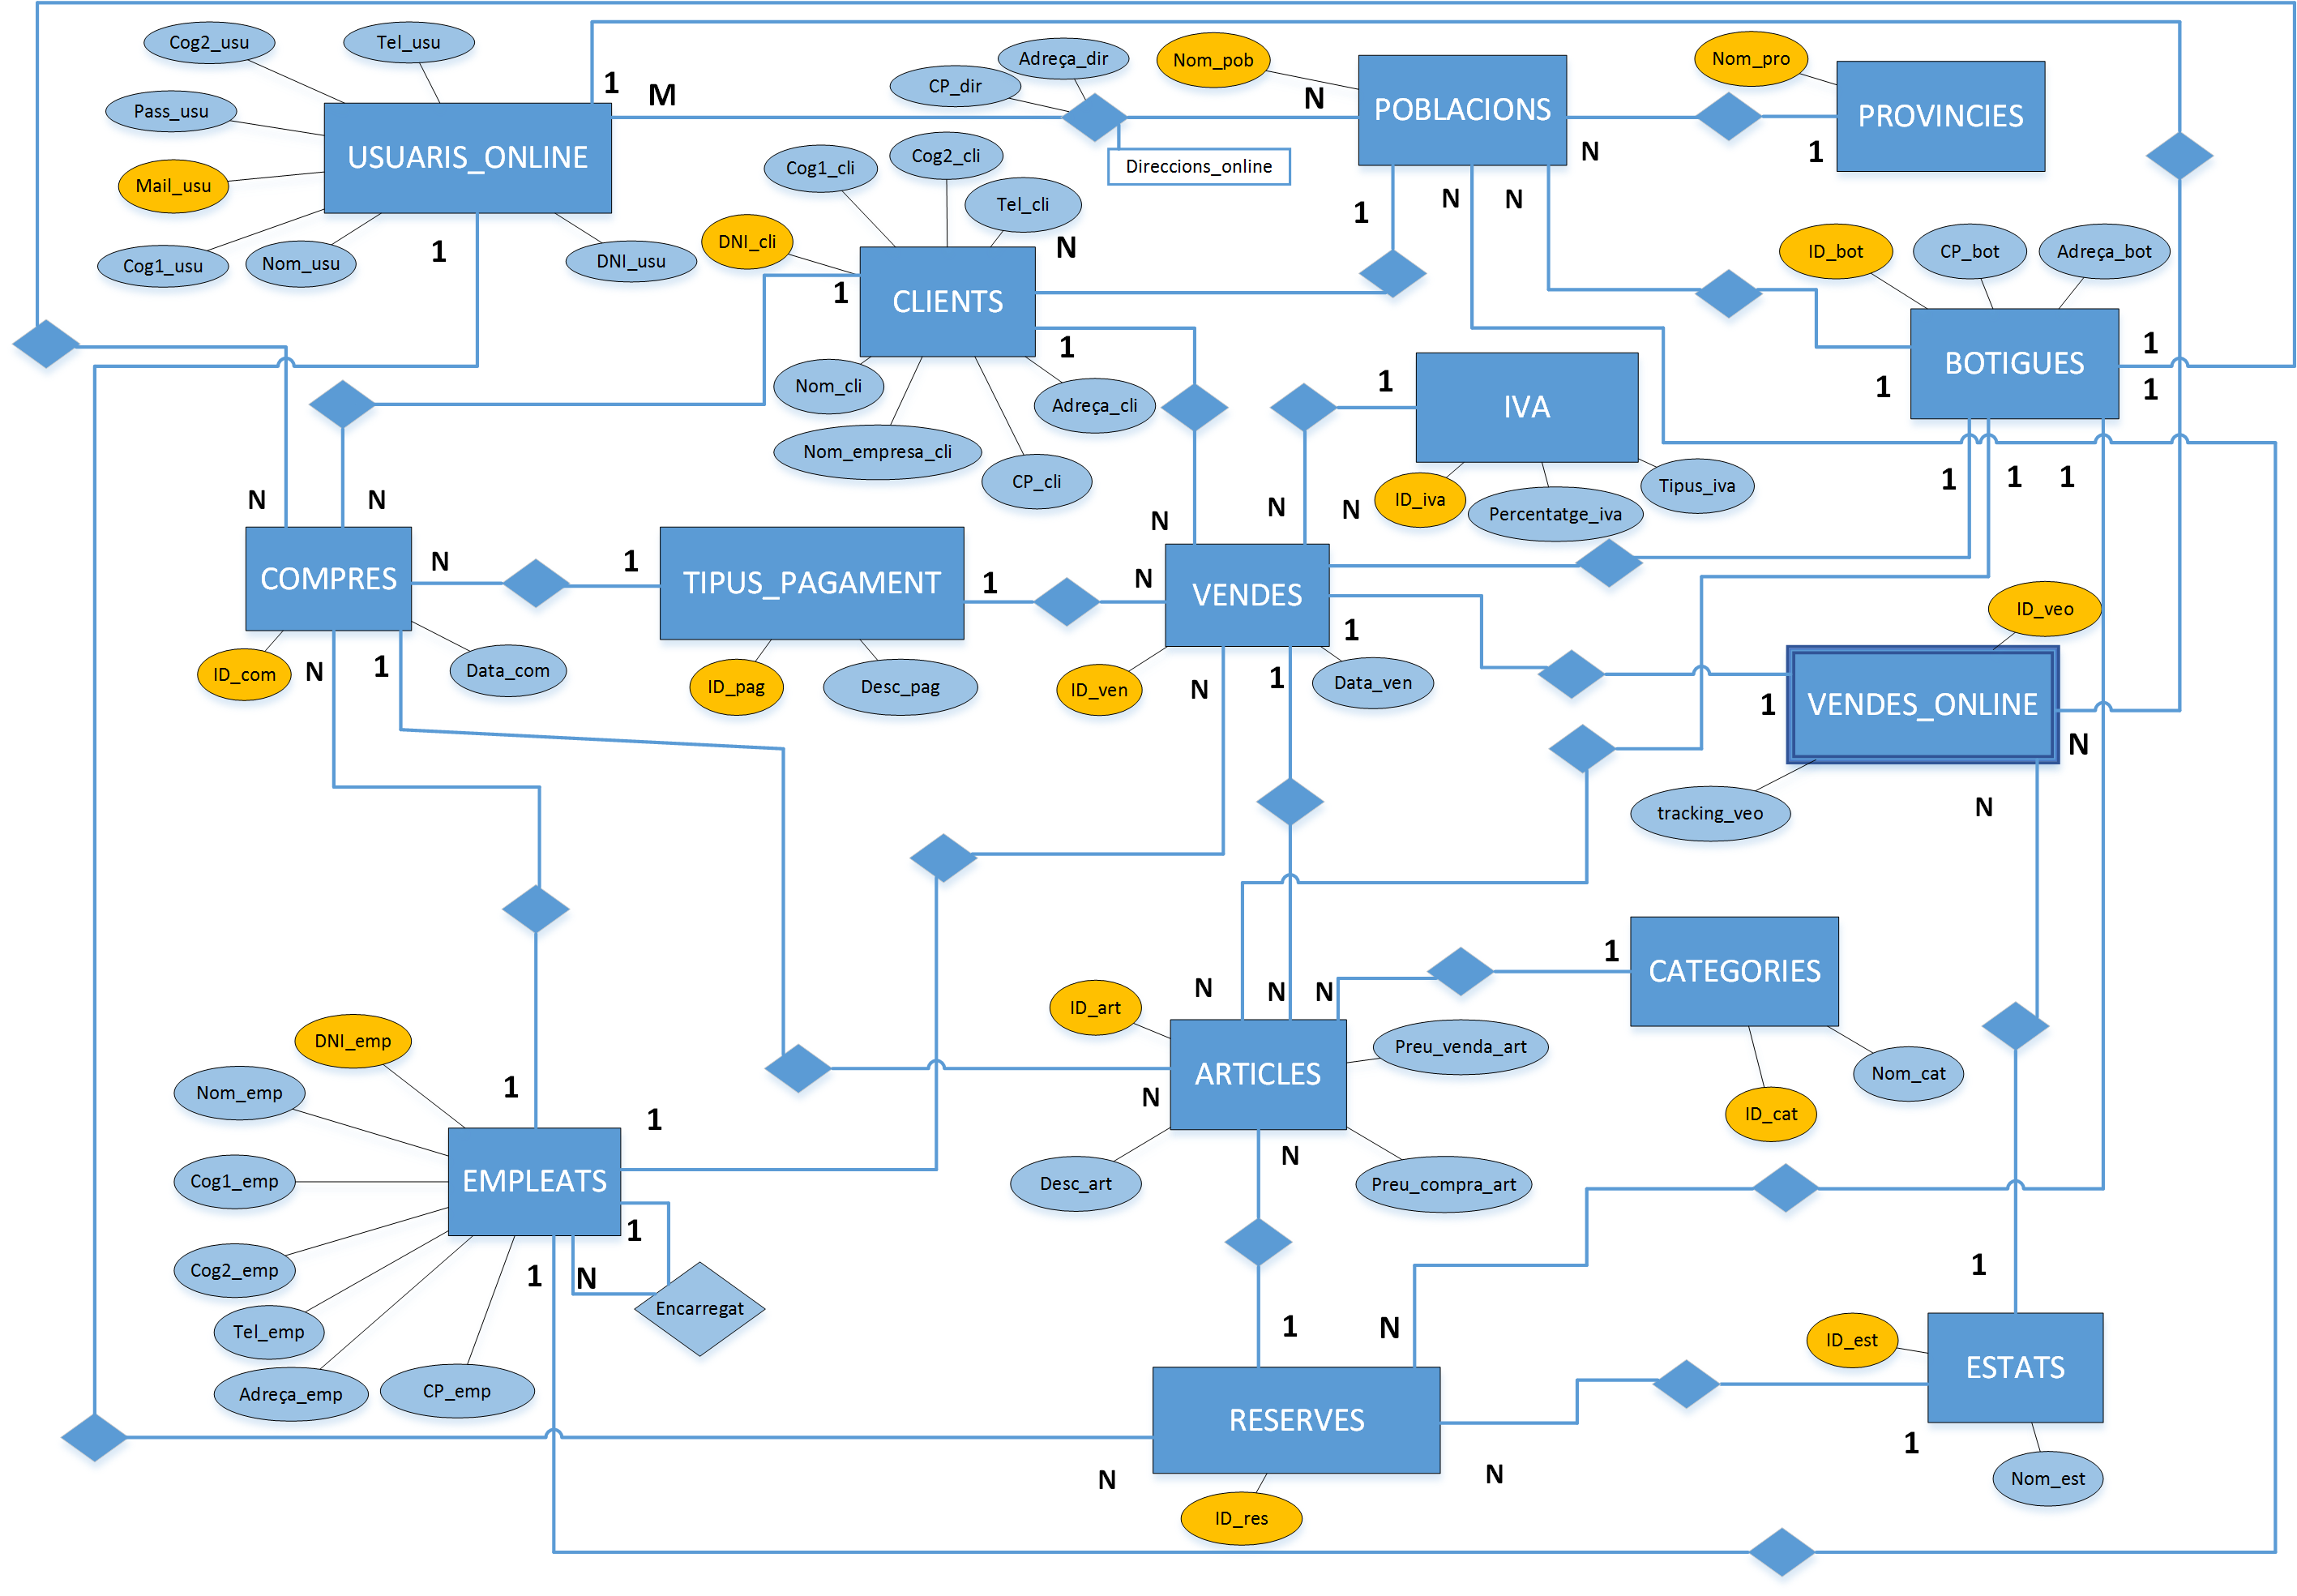 Cog2_usu
Tel_usu
Pass_usu
Mail_usu
Cog1_usu
Nom_usu
DNI_usu
USUARIS_ONLINE
1
M
1
CP_dir
Adreça_dir
Direccions_online
N
Nom_pob
POBLACIONS
N
1
N
N
Nom_pro
PROVINCIES
1
Cog1_cli
Cog2_cli
Tel_cli
DNI_cli
N
1
CLIENTS
1
Nom_cli
Adreça_cli
Nom_empresa_cli
CP_cli
ID_bot
CP_bot
Adreça_bot
BOTIGUES
1
1
1
1
1
1
1
IVA
ID_iva
Percentatge_iva
Tipus_iva
N
N
N
COMPRES
N
ID_com
Data_com
N
1
1
TIPUS_PAGAMENT
1
ID_pag
Desc_pag
N
N
N
N
VENDES
1
ID_ven
Data_ven
N
1
ID_veo
VENDES_ONLINE
1
N
tracking_veo
N
CATEGORIES
1
ID_cat
Nom_cat
N
N
N
ID_art
Preu_venda_art
ARTICLES
N
Desc_art
N
Preu_compra_art
DNI_emp
Nom_emp
Cog1_emp
Cog2_emp
Tel_emp
Adreça_emp
CP_emp
1
1
EMPLEATS
1
1
N
Encarregat
1
N
RESERVES
N
N
ID_res
1
ID_est
ESTATS
1
Nom_est